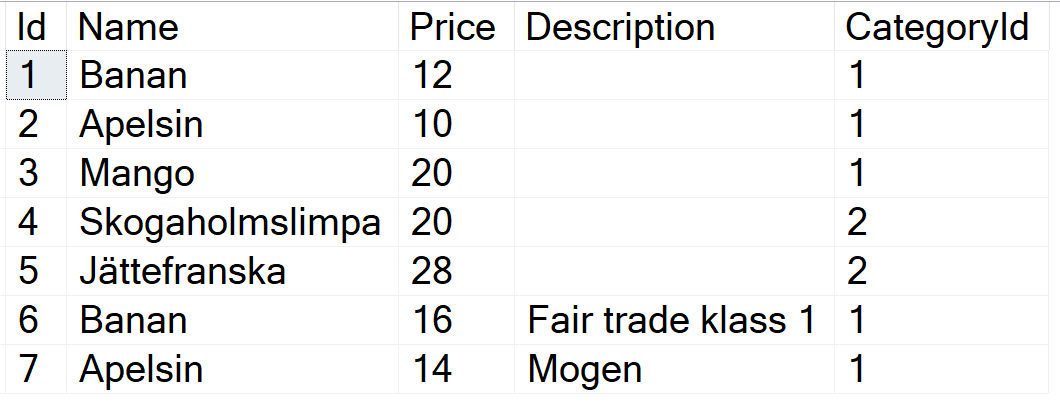 Id Name Price Description CategoryId
1 Banan 12 1
2 Apelsin 10 1
3 Mango 20 1
4 Skogaholmslimpa 20 2
5 Jättefranska 28 2
6 Banan 16 Fair trade klass 1 1
7 Apelsin 14 Mogen 1